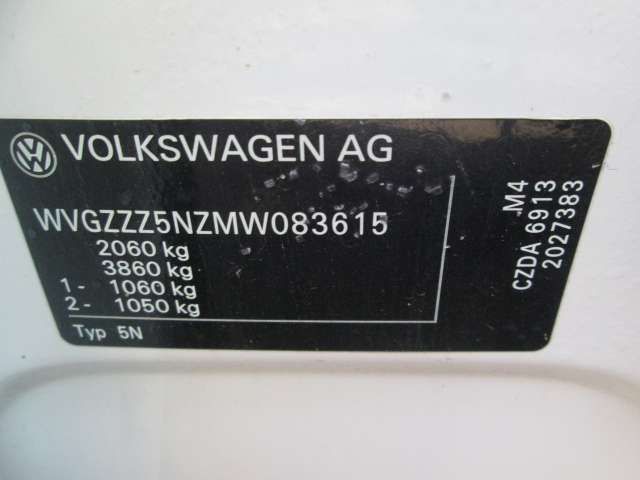 VOLKSWAGEN AG
WVGZZZ5NZMW083615
2060 kg
3860 kg
1- 1060 kg
2- 1050 kg
Typ 5N
M4
CZDA 6913
2027383